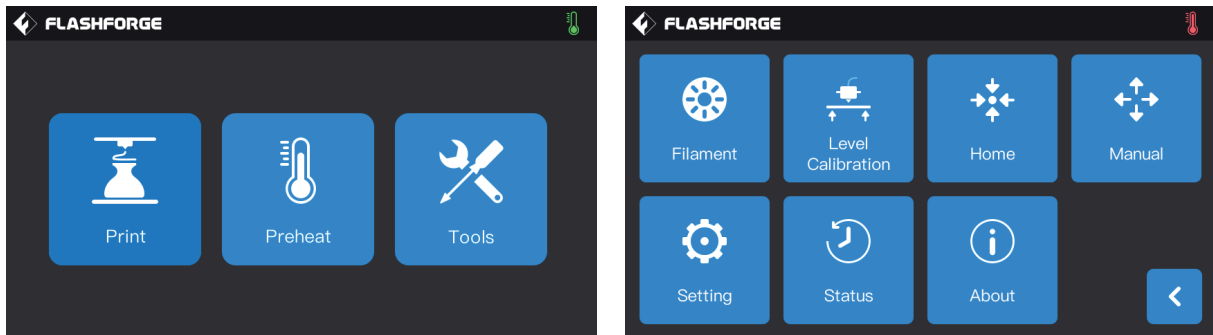 FLASHFORGE
Print
Preheat
Tools
FLASHFORGE
Filament
Level
Calibration
Home
Manual
Setting
Status
About